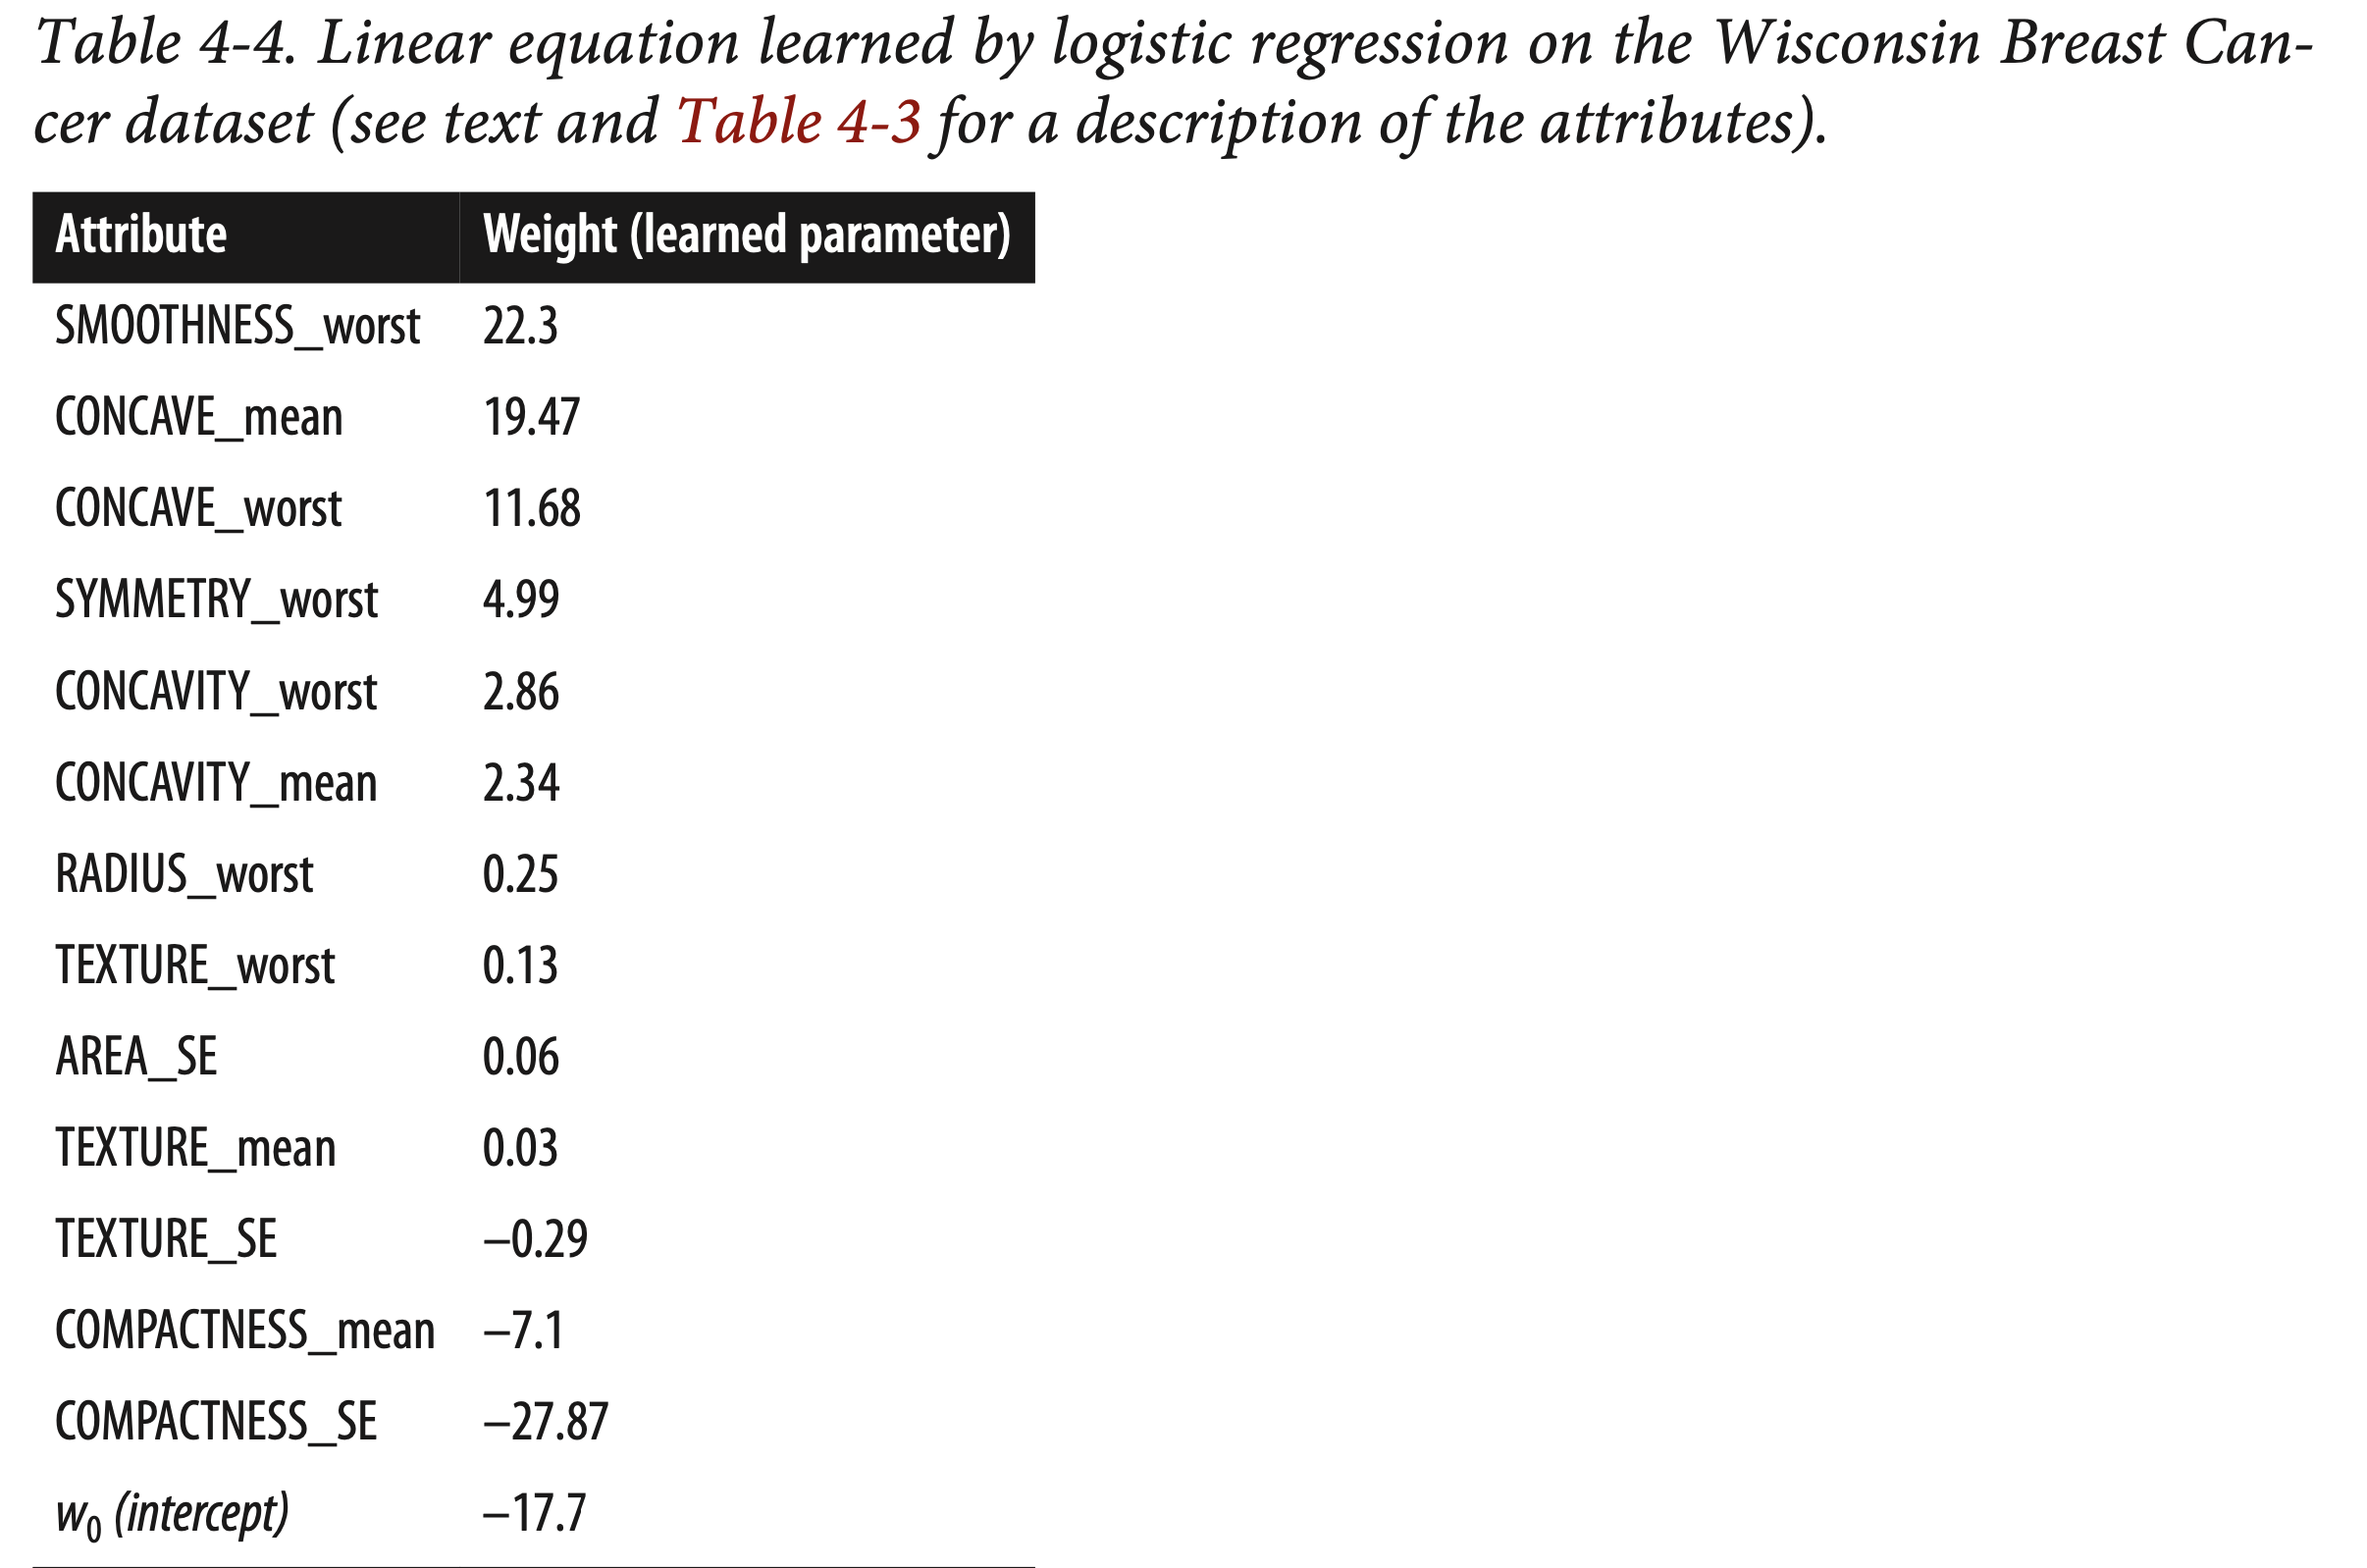 Table 4-4. Linear equation learned by logistic regression on the Wisconsin Breast Can-
cer dataset (see text and Table 4-3 for a description of the attributes).
Attribute Weight (learned parameter)
SMOOTHNESS_worst 22.3
CONCAVE_mean 19.47
CONCAVE_worst 11.68
SYMMETRY_worst 4.99
CONCAVITY_worst 2.86
CONCAVITY_mean 2.34
RADIUS_worst 0.25
TEXTURE_worst 0.13
AREA_SE 0.06
TEXTURE_mean 0.03
TEXTURE_SE –0.29
COMPACTNESS_mean –7.1
COMPACTNESS_SE –27.87
w₀ (intercept) –17.7